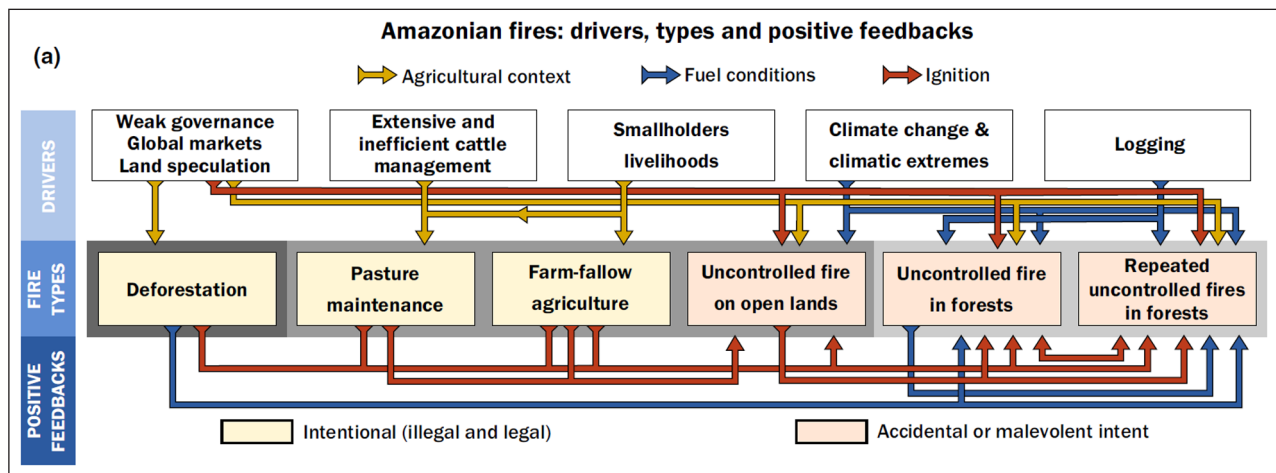 Amazonian fires: drivers, types and positive feedbacks
(a)
Agricultural context
Fuel conditions
Ignition
DRIVERS
Weak governance
Global markets
Land speculation
Extensive and
inefficient cattle
management
Smallholders
livelihoods
Climate change &
climatic extremes
Logging
FIRE
TYPES
Deforestation
Pasture
maintenance
Farm-fallow
agriculture
Uncontrolled fire
on open lands
Uncontrolled fire
in forests
Repeated
uncontrolled fires
in forests
POSITIVE
FEEDBACKS
Intentional (illegal and legal)
Accidental or malevolent intent